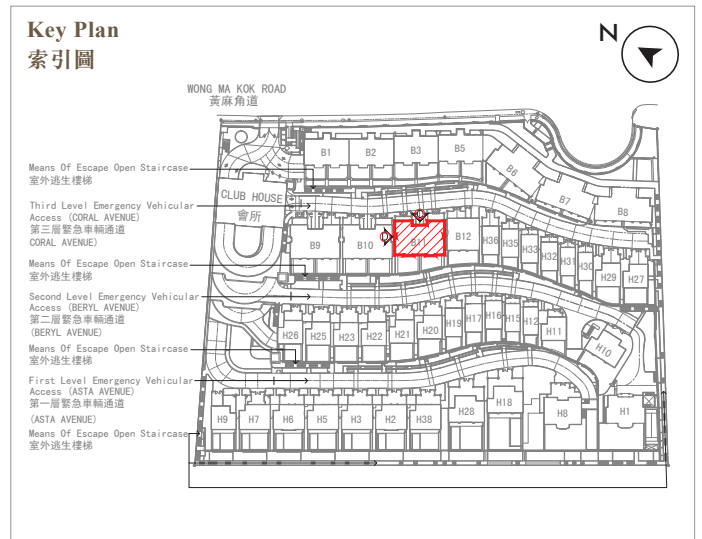 Key Plan
索引圖
N
WONG MA KOK ROAD
黃麻角道
Means Of Escape Open Staircase
室外逃生樓梯
Third Level Emergency Vehicular
Access (CORAL AVENUE)
第三層緊急車輛通道
CORAL AVENUE)
Means Of Escape Open Staircase
室外逃生樓梯
Second Level Emergency Vehicular
Access (BERYL AVENUE)
第二層緊急車輛通道
(BERYL AVENUE)
Means Of Escape Open Staircase
室外逃生樓梯
First Level Emergency Vehicular
Access (ASTA AVENUE)
第一層緊急車輛通道
(ASTA AVENUE)
Means Of Escape Open Staircase
室外逃生樓梯
CLUB HOUSE
會所
B1 B2 B3 B5 B6 B7 B8
B9 B10 B11 B12 H36 H35 H33 H32 H31 H30 H29 H27
H26 H25 H23 H22 H21 H20 H19 H17 H16 H15 H12 H11 H10
H9 H7 H6 H5 H3 H2 H38 H28 H18 H8 H1